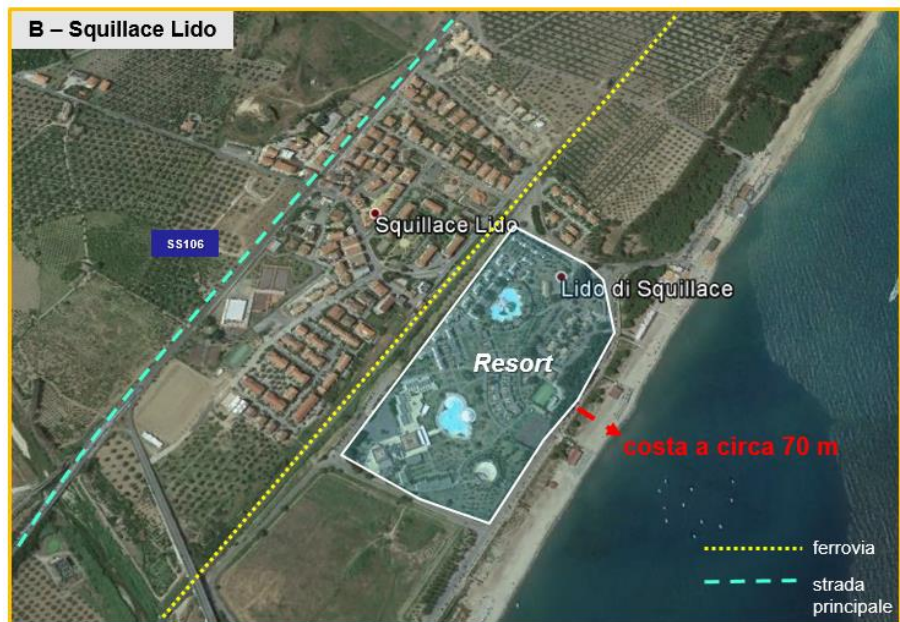 B – Squillace Lido
SS106
Squillace Lido
Lido di Squillace
Resort
costa a circa 70 m
ferrovia
strada
principale